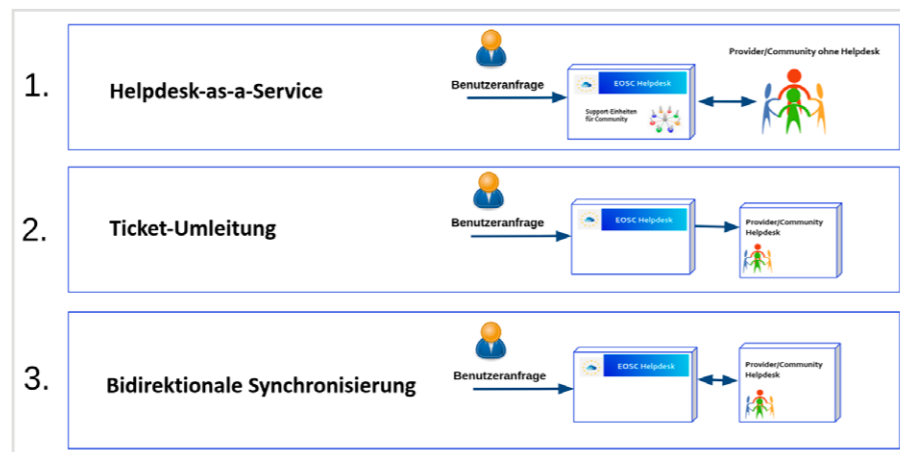 1.
Helpdesk-as-a-Service
Benutzeranfrage
EOSC Helpdesk
Support-Einheiten
für Community
Provider/Community ohne Helpdesk
2.
Ticket-Umleitung
Benutzeranfrage
EOSC Helpdesk
Provider/Community
Helpdesk
3.
Bidirektionale Synchronisierung
Benutzeranfrage
EOSC Helpdesk
Provider/Community
Helpdesk